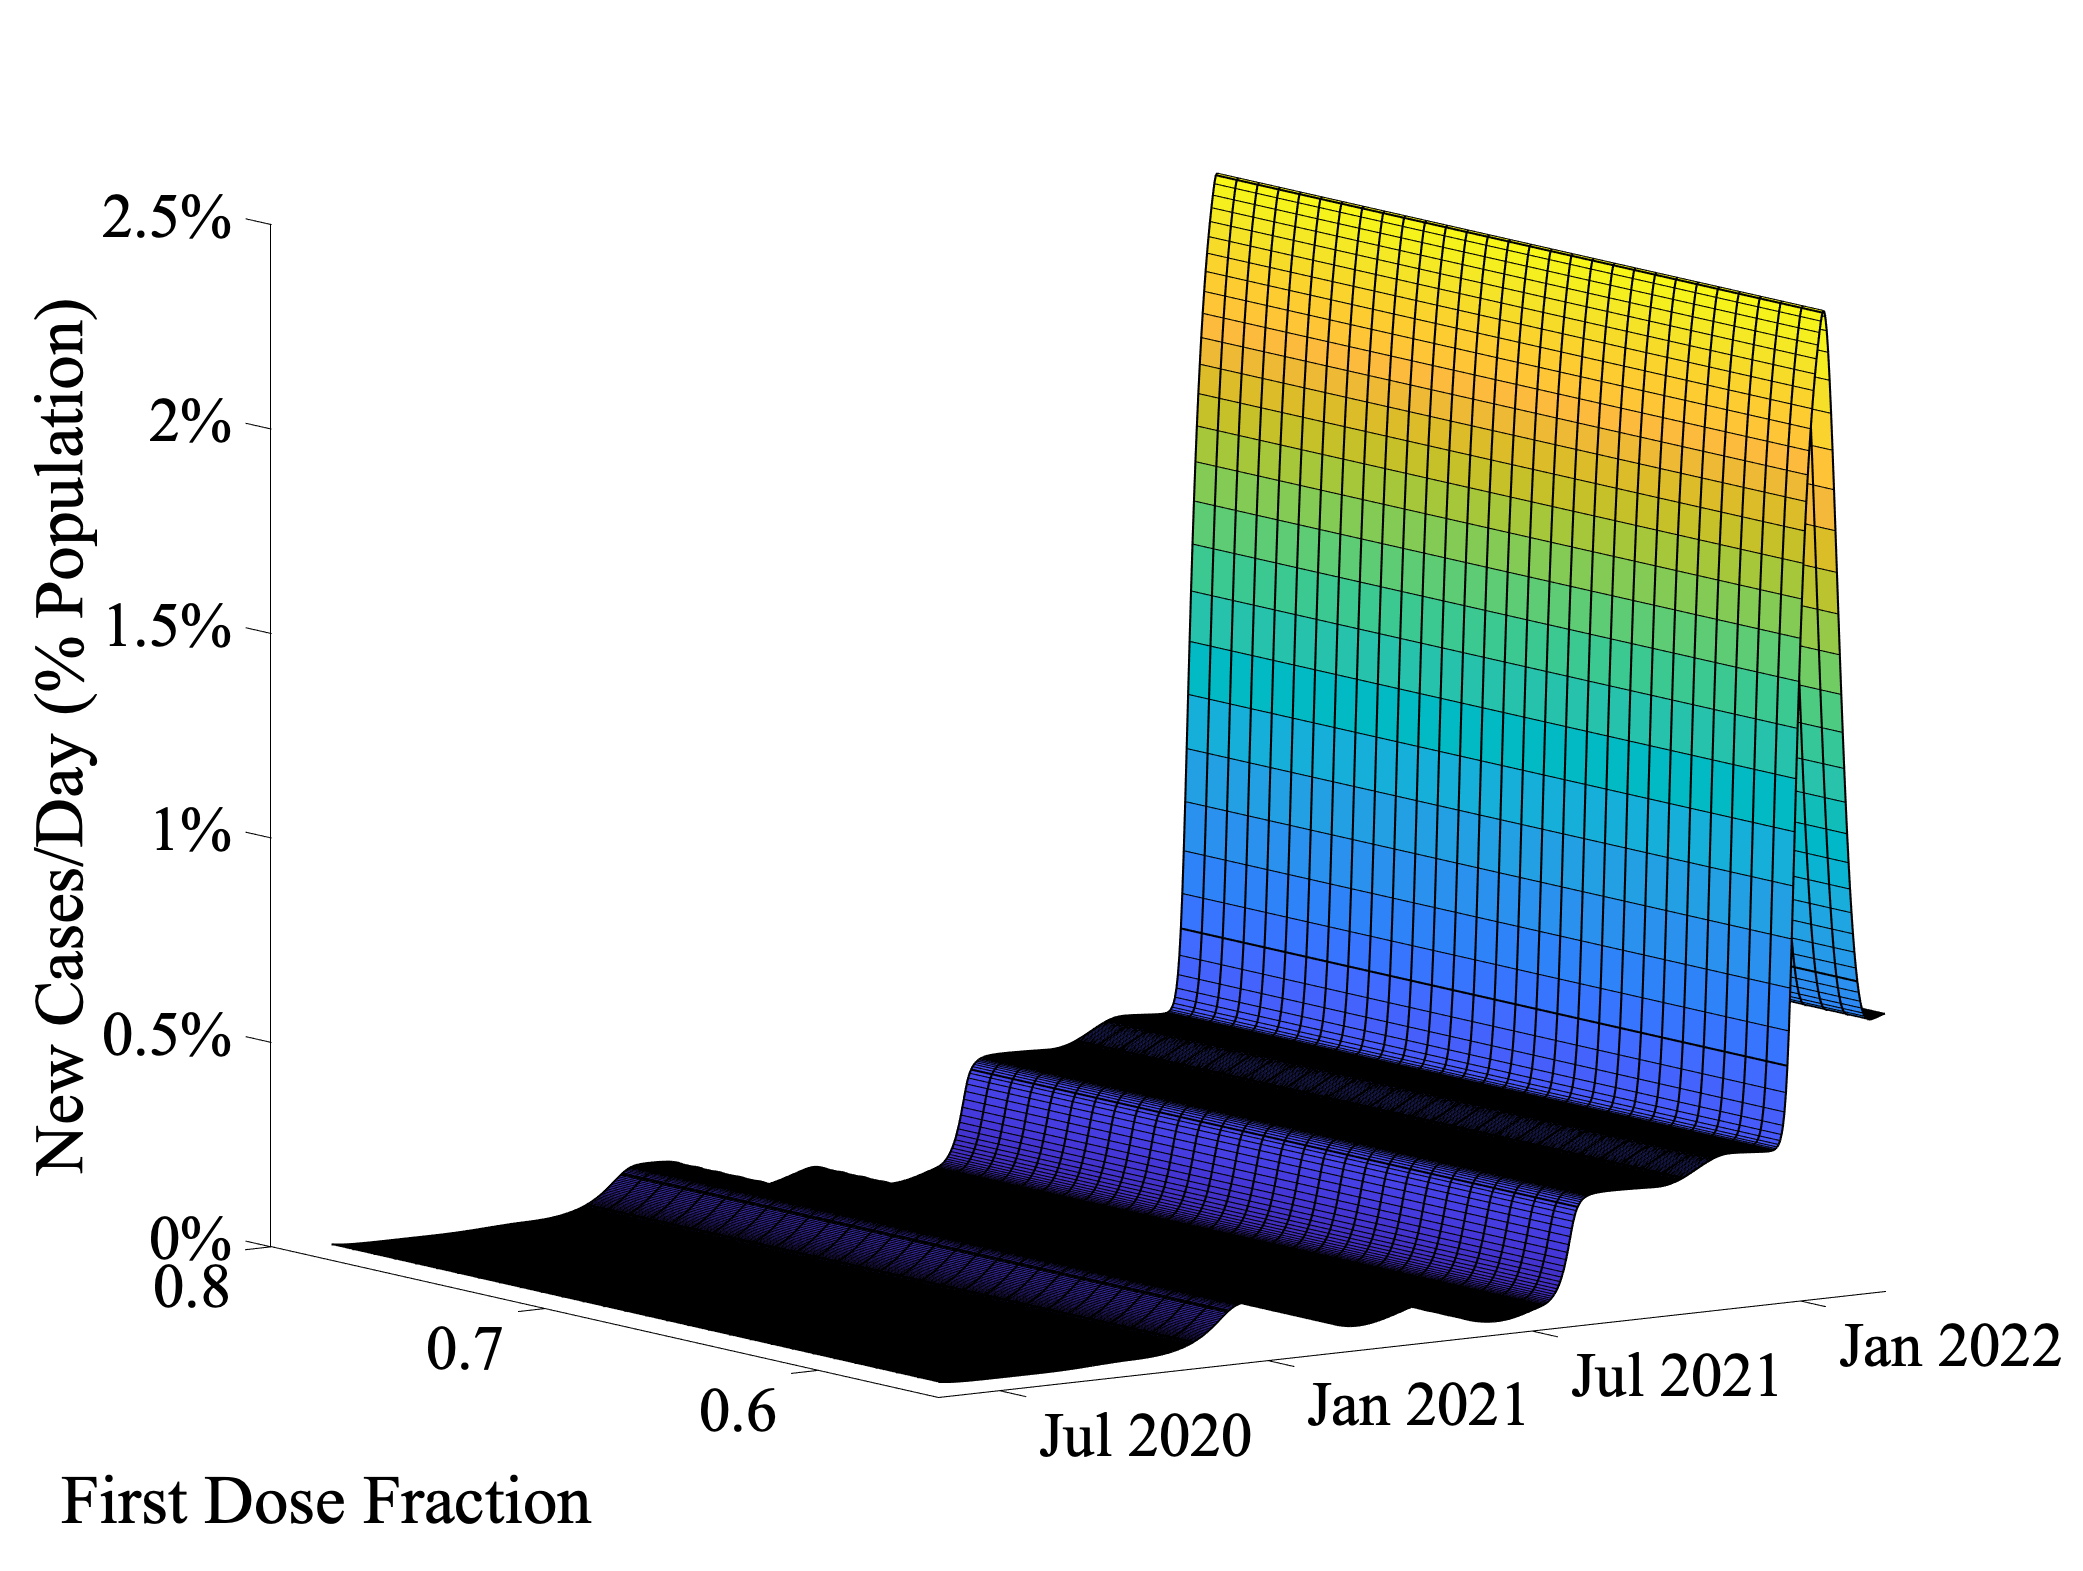 New Cases/Day (% Population)
2.5%
2%
1.5%
1%
0.5%
0%
0.8
0.7
0.6
First Dose Fraction
Jul 2020
Jan 2021
Jul 2021
Jan 2022